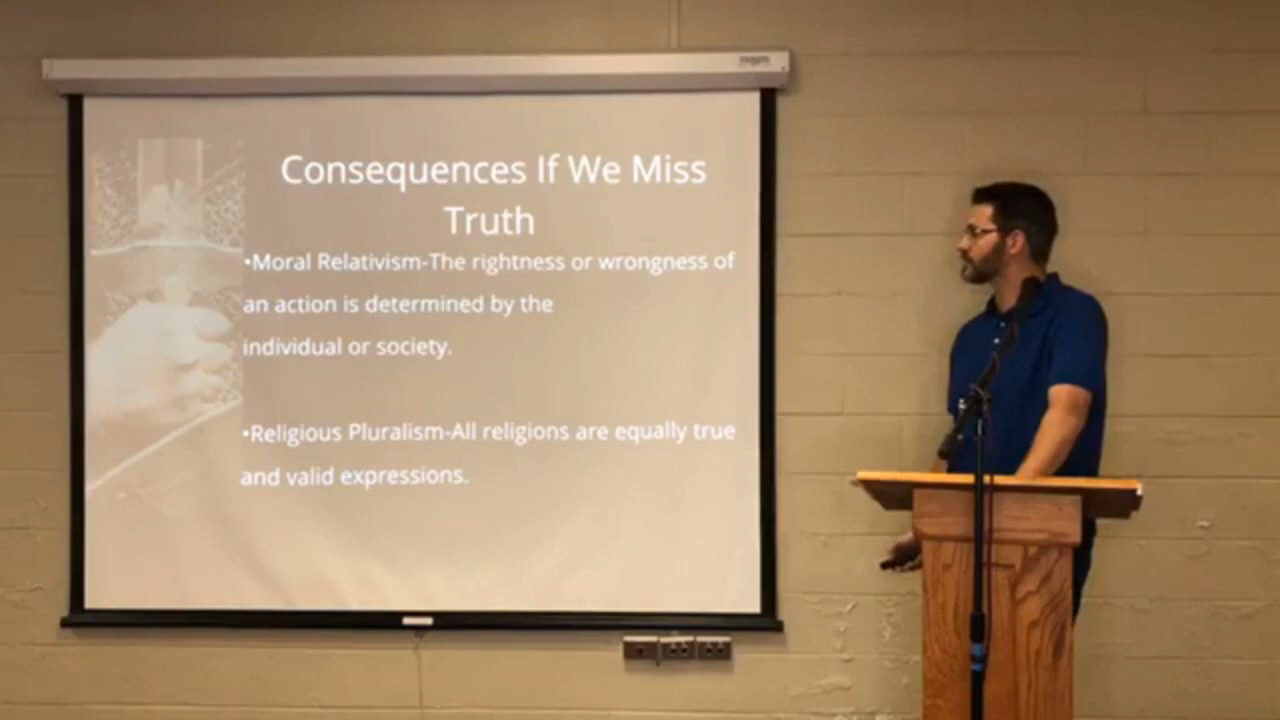 Consequences If We Miss
Truth
•Moral Relativism-The rightness or wrongness of
an action is determined by the
individual or society.
•Religious Pluralism-All religions are equally true
and valid expressions.